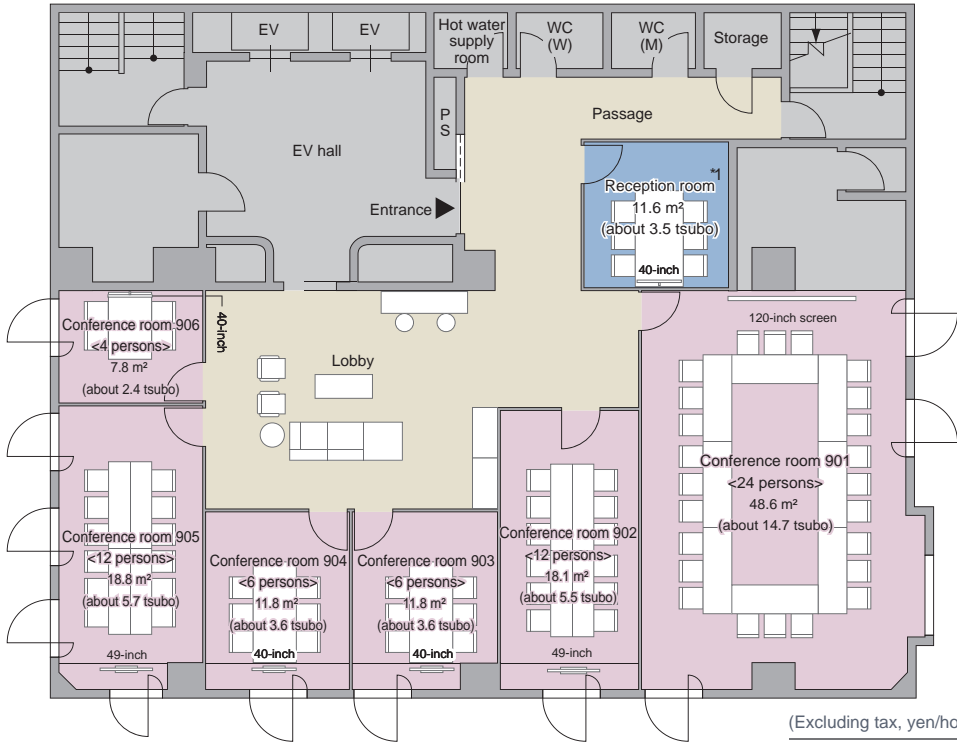 EV
EV
Hot water
supply
room
WC
(W)
WC
(M)
Storage
P
S
Passage
EV hall
Entrance
*1
Reception room
11.6 m²
(about 3.5 tsubo)
40-inch
Conference room 906
<4 persons>
7.8 m²
(about 2.4 tsubo)
40-inch
Lobby
120-inch screen
Conference room 901
<24 persons>
48.6 m²
(about 14.7 tsubo)
Conference room 905
<12 persons>
18.8 m²
(about 5.7 tsubo)
49-inch
Conference room 904
<6 persons>
11.8 m²
(about 3.6 tsubo)
40-inch
Conference room 903
<6 persons>
11.8 m²
(about 3.6 tsubo)
40-inch
Conference room 902
<12 persons>
18.1 m²
(about 5.5 tsubo)
49-inch
(Excluding tax, yen/ho